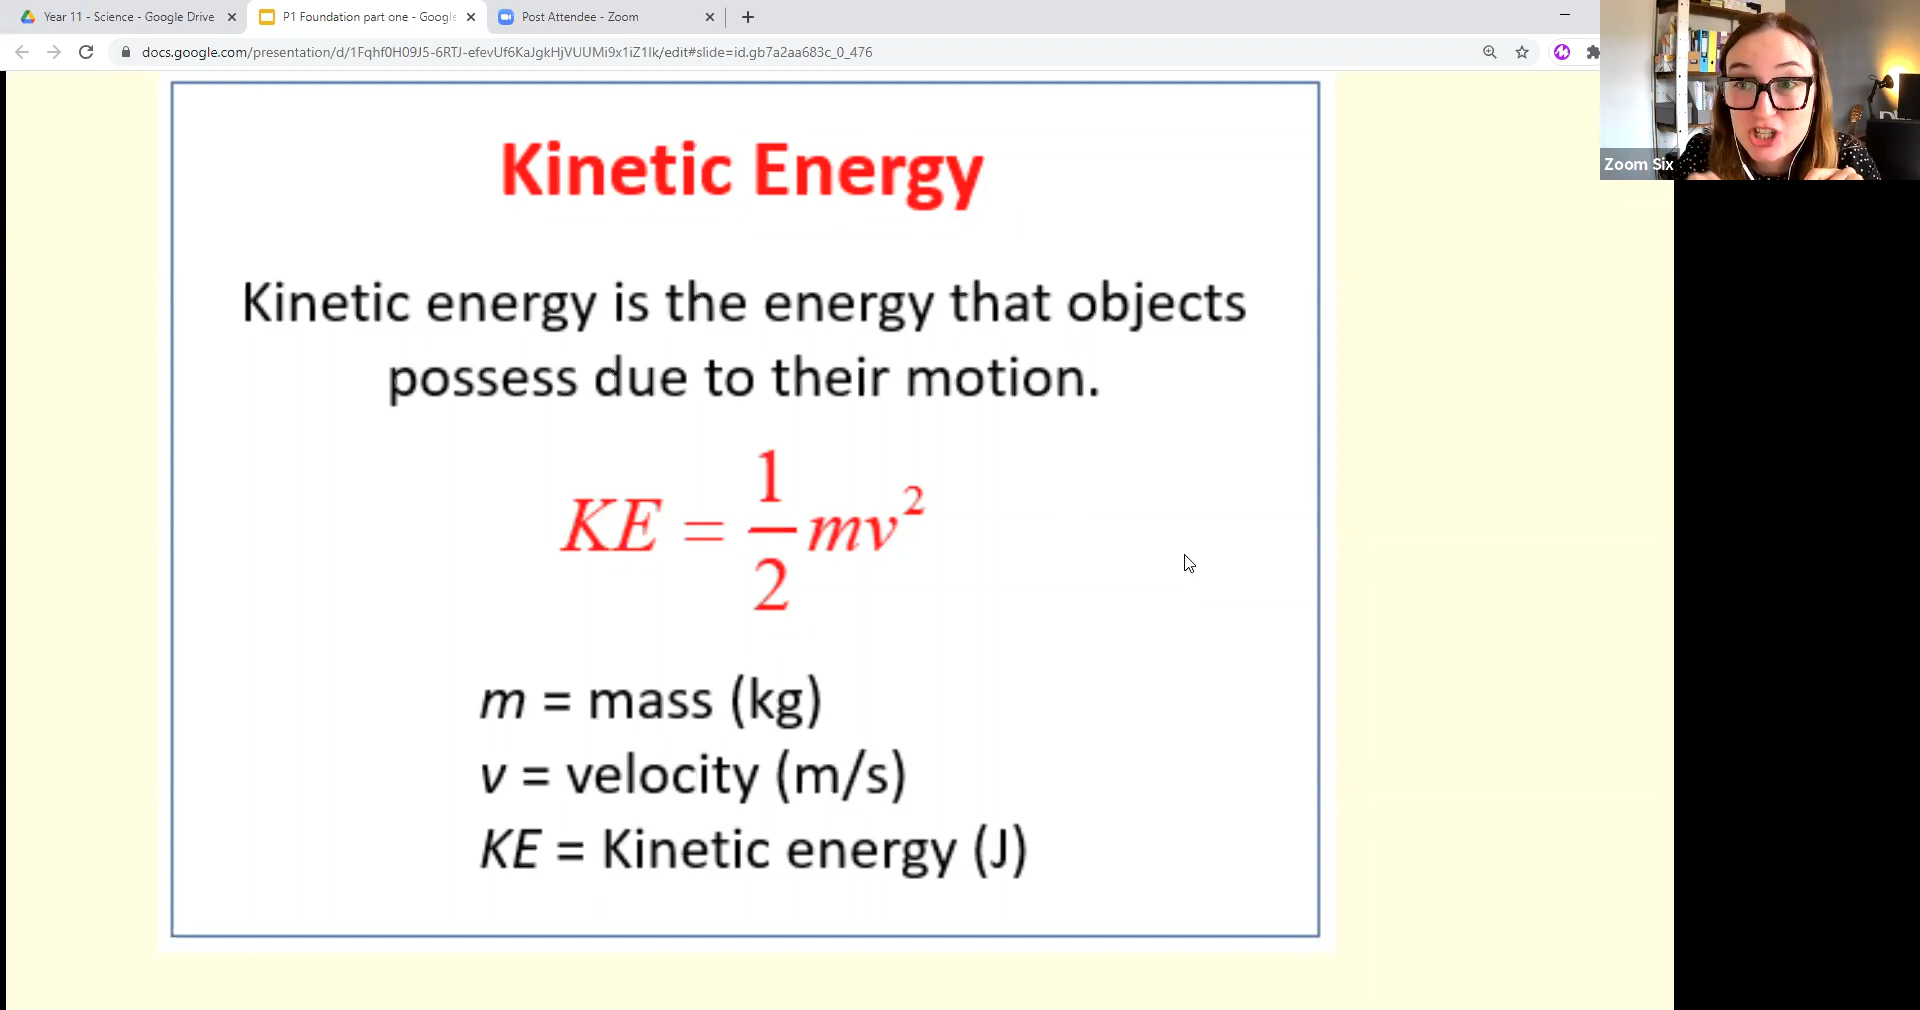 Year 11 - Science - Google Drive
P1 Foundation part one - Google
Post Attendee - Zoom
docs.google.com/presentation/d/1Fqhf0H09J5-6RTJ-efevUf6KaJgkHjVUUMi9x1iZ1lk/edit#slide=id.gb7a2aa683c_0_476
Zoom Six
Kinetic Energy
Kinetic energy is the energy that objects
possess due to their motion.
KE = 1/2 mv²
m = mass (kg)
v = velocity (m/s)
KE = Kinetic energy (J)